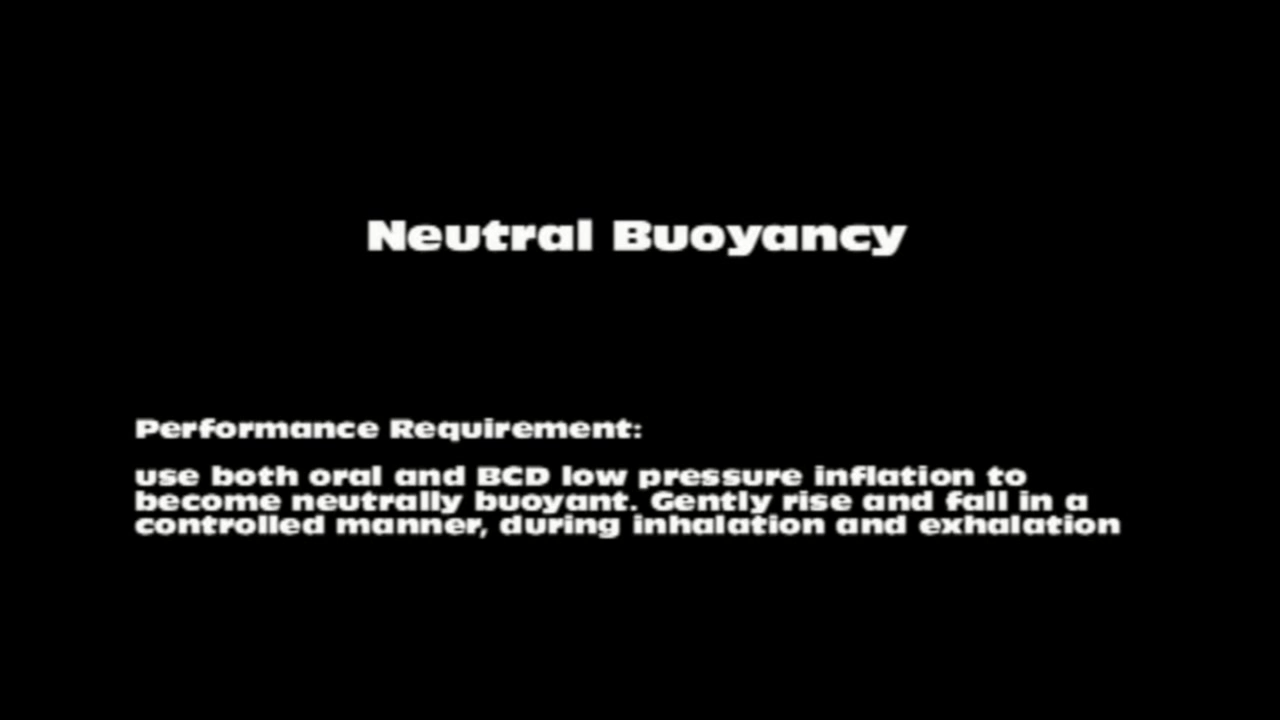 Neutral Buoyancy
Performance Requirement:
use both oral and BCD low pressure inflation to
become neutrally buoyant. Gently rise and fall in a
controlled manner, during inhalation and exhalation